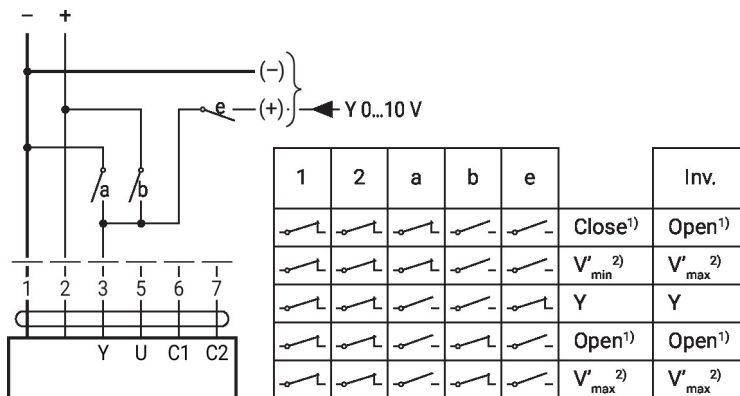 − +
(−)
e (+) Y 0...10 V
a b
1 2 3 5 6 7
Y U C1 C2
1 2 a b e Inv.
Close¹⁾ Open¹⁾
V'min²⁾ V'max²⁾
Y Y
Open¹⁾ Open¹⁾
V'max²⁾ V'max²⁾